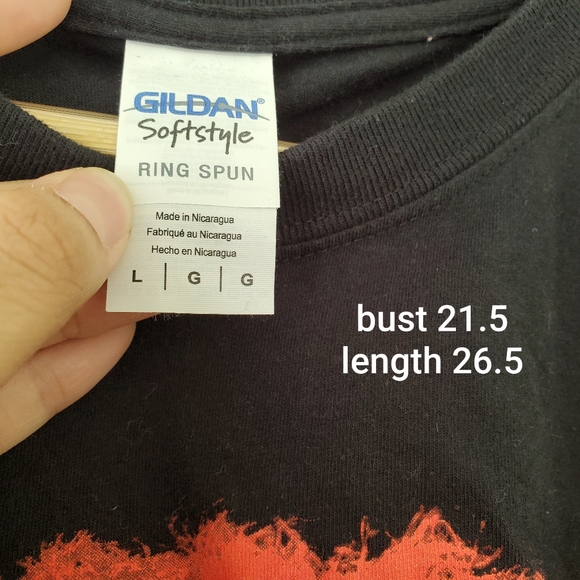 GILDAN®
Softstyle
RING SPUN
Made in Nicaragua
Fabriqué au Nicaragua
Hecho en Nicaragua
L | G | G
bust 21.5
length 26.5